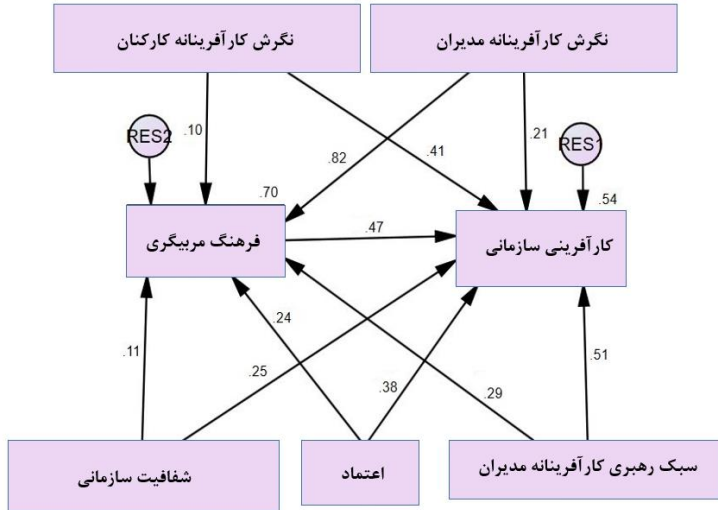 نگرش کارآفرینانه کارکنان
نگرش کارآفرینانه مدیران
RES2
.10
.82
.41
.21
RES1
.70
.54
فرهنگ مربیگری
.47
کارآفرینی سازمانی
.11
.25
.24
.38
.29
.51
شفافیت سازمانی
اعتماد
سبک رهبری کارآفرینانه مدیران